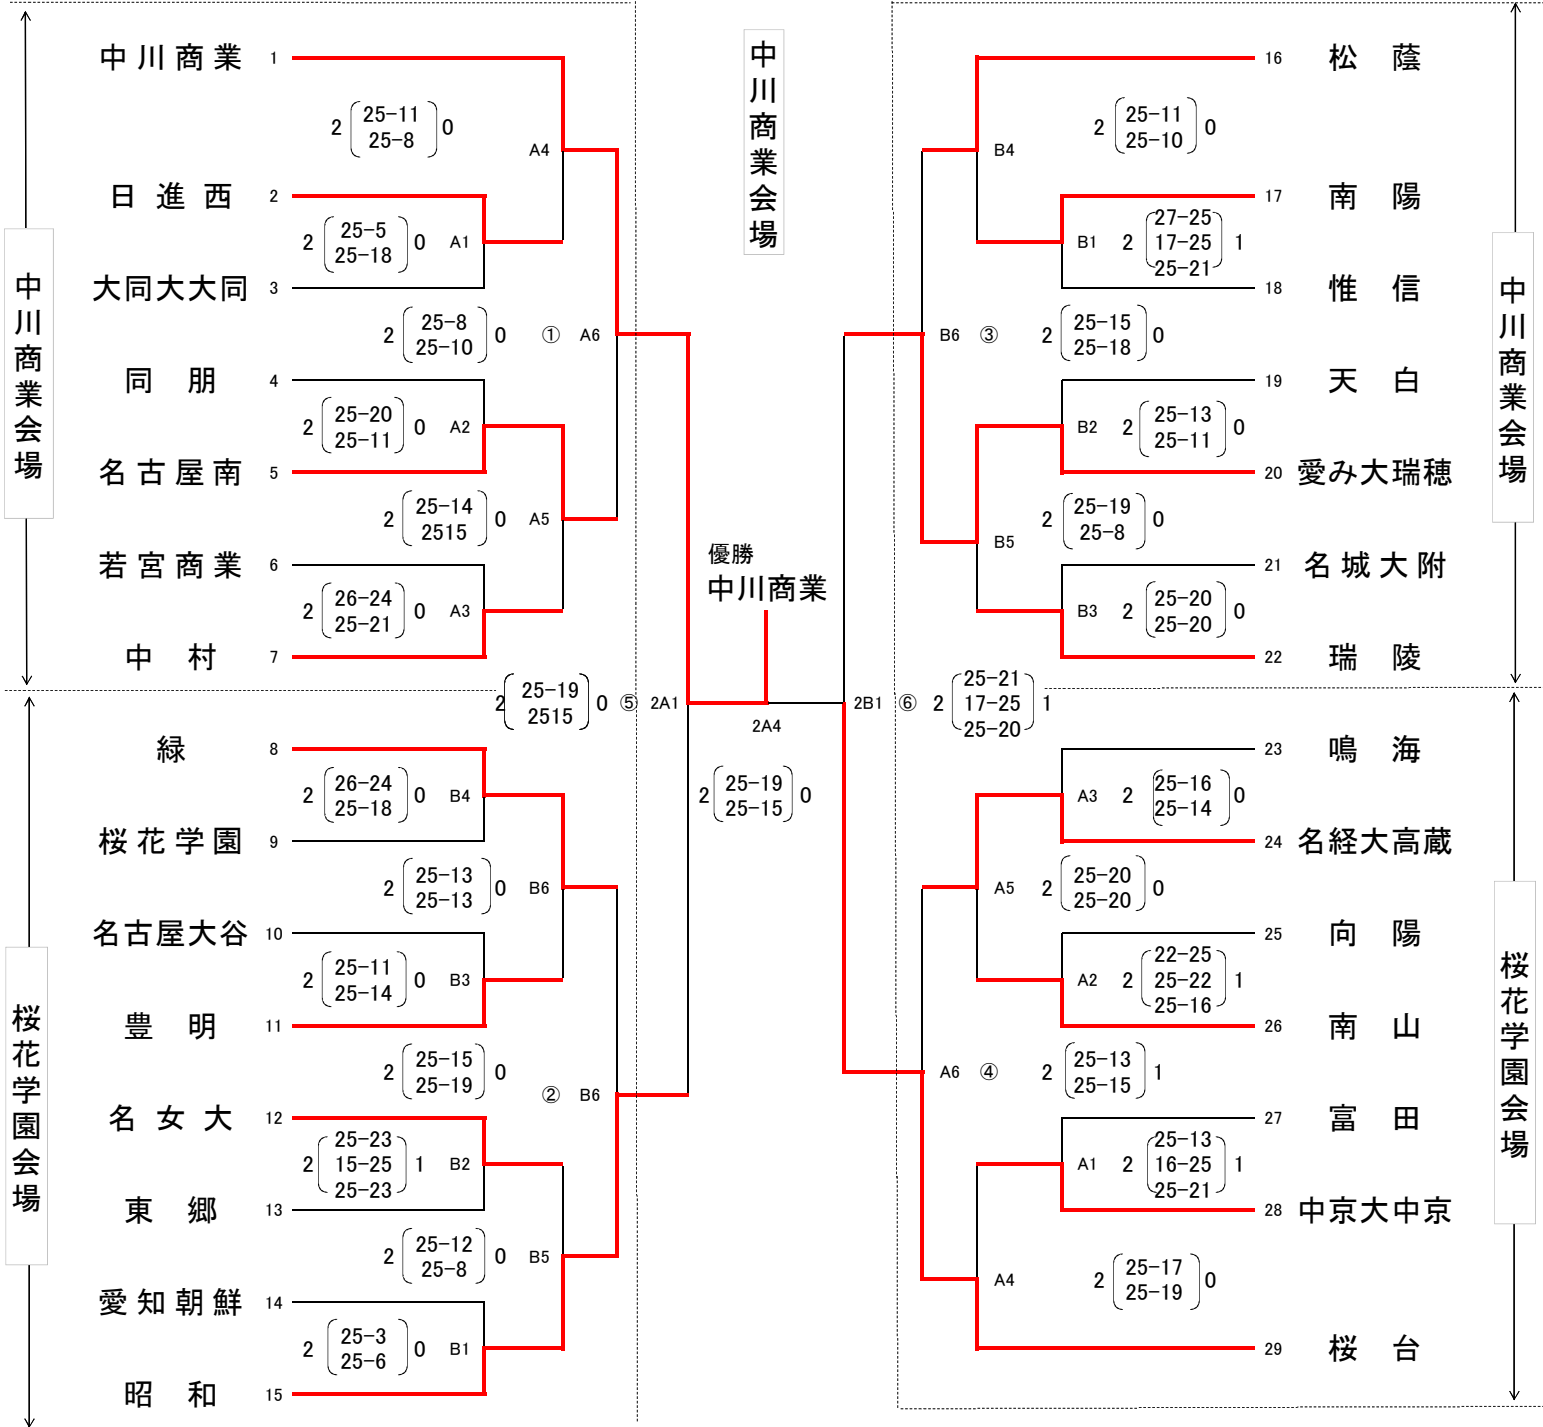 中川商業会場
中川商業 1
2 25-11 0
25-8
A4
日進西 2
2 25-5 0 A1
25-18
大同大大同 3
2 25-8 0 ① A6
25-10
同朋 4
2 25-20 0 A2
25-11
名古屋南 5
2 25-14 0 A5
2515
若宮商業 6
2 26-24 0 A3
25-21
中村 7
2 25-19 0 ⑤ 2A1
2515
桜花学園会場
緑 8
2 26-24 0 B4
25-18
桜花学園 9
2 25-13 0 B6
25-13
名古屋大谷 10
2 25-11 0 B3
25-14
豊明 11
2 25-15 0
25-19
② B6
名女大 12
25-23
2 15-25 1 B2
25-23
東郷 13
2 25-12 0 B5
25-8
愛知朝鮮 14
2 25-3 0 B1
25-6
昭和 15
中川商業会場
優勝
中川商業
2A4
2 25-19 0
25-15
16 松蔭
2 25-11 0
25-10
B4
17 南陽
27-25
B1 2 17-25 1
25-21
18 惟信
B6 ③ 2 25-15 0
25-18
19 天白
B2 2 25-13 0
25-11
20 愛み大瑞穂
B5 2 25-19 0
25-8
21 名城大附
B3 2 25-20 0
25-20
22 瑞陵
中川商業会場
25-21
2B1 ⑥ 2 17-25 1
25-20
23 鳴海
A3 2 25-16 0
25-14
24 名経大高蔵
A5 2 25-20 0
25-20
25 向陽
22-25
A2 2 25-22 1
25-16
26 南山
A6 ④ 2 25-13 1
25-15
27 富田
25-13
A1 2 16-25 1
25-21
28 中京大中京
A4 2 25-17 0
25-19
29 桜台
桜花学園会場